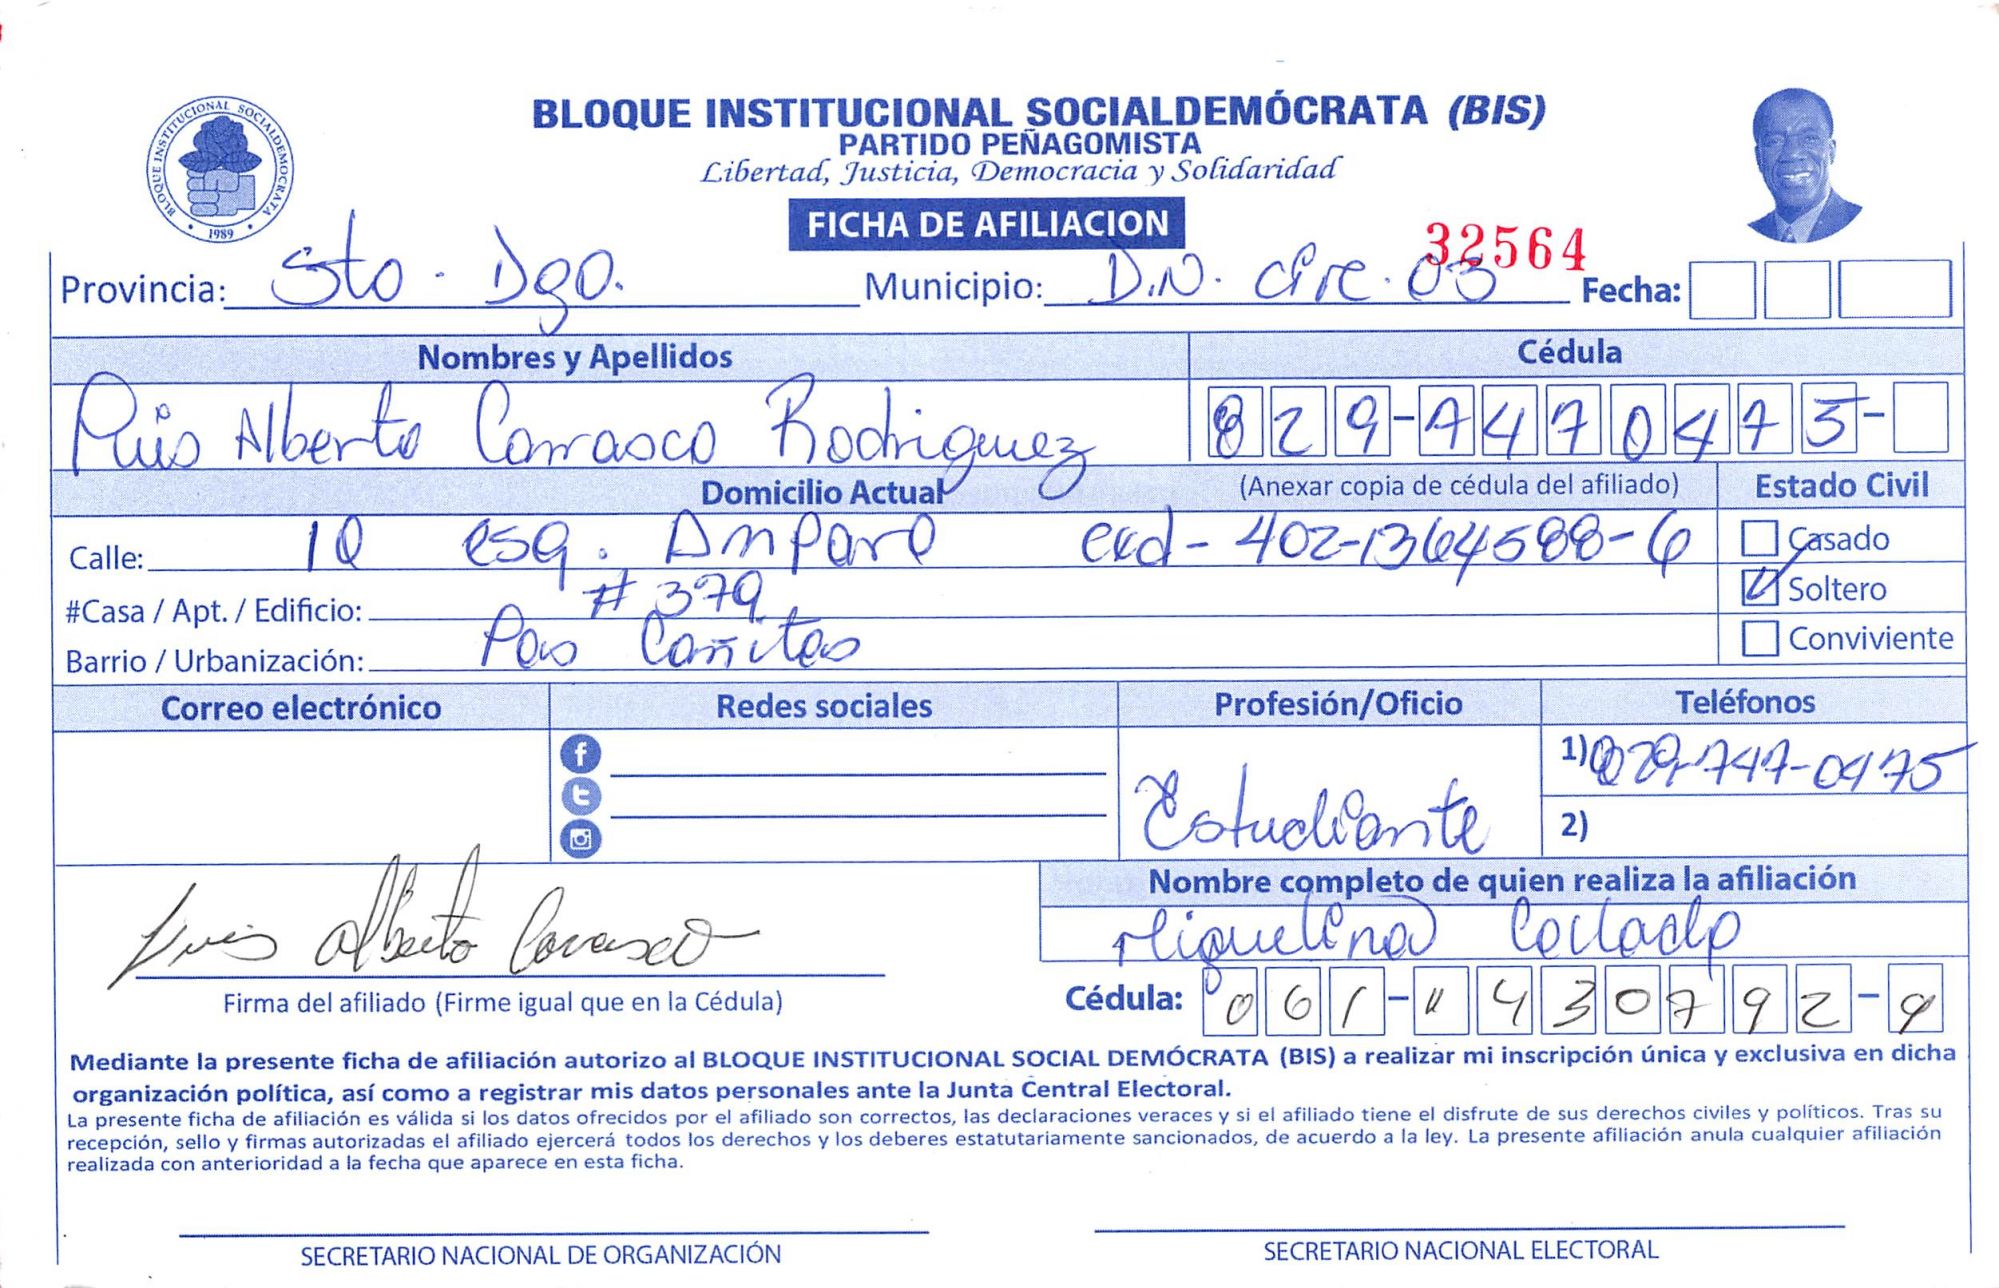 BLOQUE INSTITUCIONAL SOCIALDEMOCRATA
1989
BLOQUE INSTITUCIONAL SOCIALDEMÓCRATA (BIS)
PARTIDO PEÑAGOMISTA
Libertad, Justicia, Democracia y Solidaridad
FICHA DE AFILIACION
32564
Provincia: Sto. Dgo. Municipio: D.N. Circ. 03 Fecha:
Nombres y Apellidos Cédula
Luis Alberto Carrasco Rodriguez 829-7470475-
Domicilio Actual (Anexar copia de cédula del afiliado) Estado Civil
Calle: 10 esq. Amparo ced- 402-1364588-6 Casado
#Casa / Apt. / Edificio: # 379 Soltero
Barrio / Urbanización: Cañitas Conviviente
Correo electrónico Redes sociales Profesión/Oficio Teléfonos
1) 829-747-0475
Estudiante
2)
Nombre completo de quien realiza la afiliación
Luis Alberto Carrasco Miguelina Collado
Firma del afiliado (Firme igual que en la Cédula) Cédula: 061-"430792-9
Mediante la presente ficha de afiliación autorizo al BLOQUE INSTITUCIONAL SOCIAL DEMÓCRATA (BIS) a realizar mi inscripción única y exclusiva en dicha
organización política, así como a registrar mis datos personales ante la Junta Central Electoral.
La presente ficha de afiliación es válida si los datos ofrecidos por el afiliado son correctos, las declaraciones veraces y si el afiliado tiene el disfrute de sus derechos civiles y políticos. Tras su
recepción, sello y firmas autorizadas el afiliado ejercerá todos los derechos y los deberes estatutariamente sancionados, de acuerdo a la ley. La presente afiliación anula cualquier afiliación
realizada con anterioridad a la fecha que aparece en esta ficha.
SECRETARIO NACIONAL DE ORGANIZACIÓN SECRETARIO NACIONAL ELECTORAL